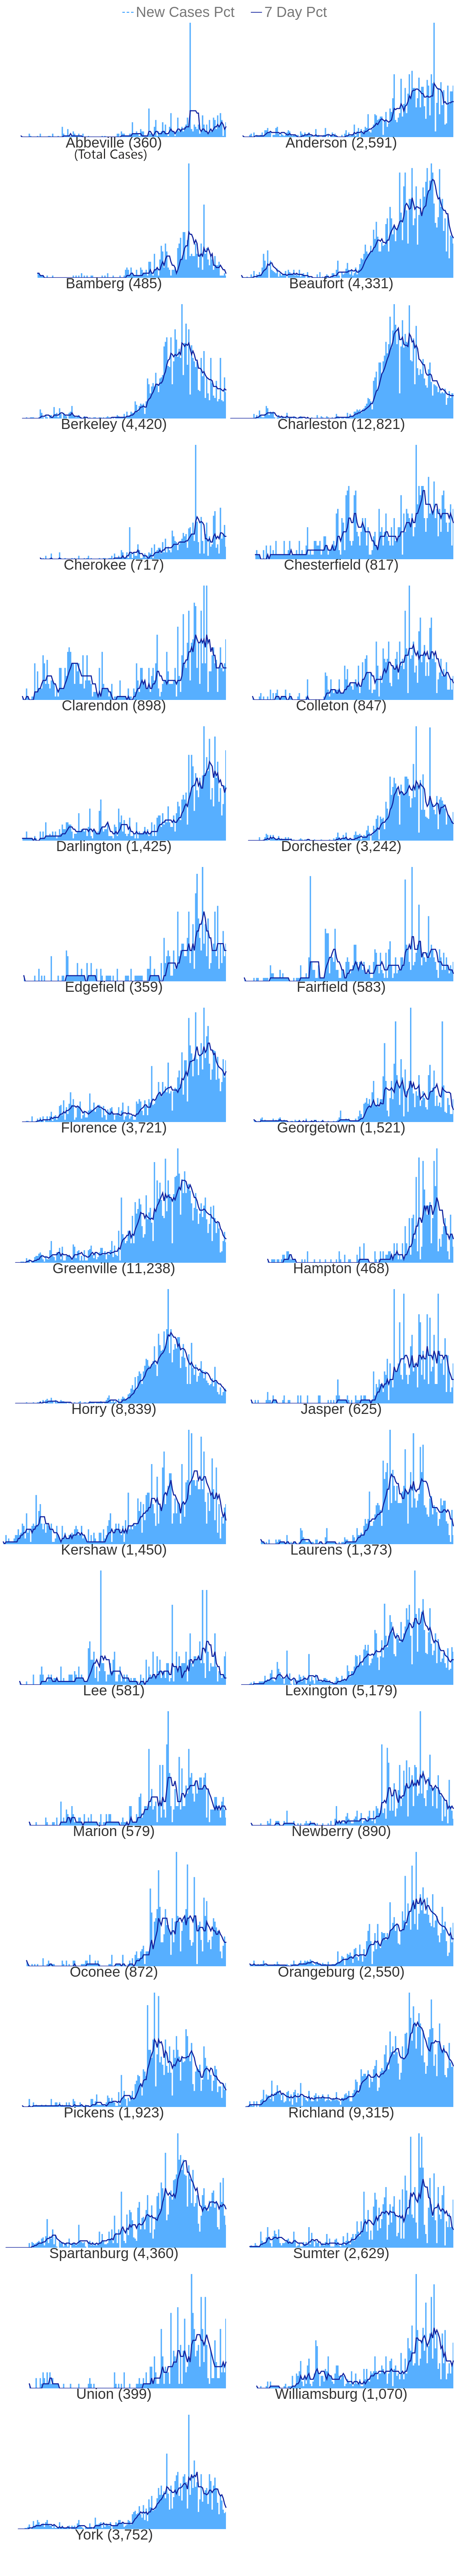 New Cases Pct 7 Day Pct
Abbeville (360) Anderson (2,591)
(Total Cases)
Bamberg (485) Beaufort (4,331)
Berkeley (4,420) Charleston (12,821)
Cherokee (717) Chesterfield (817)
Clarendon (898) Colleton (847)
Darlington (1,425) Dorchester (3,242)
Edgefield (359) Fairfield (583)
Florence (3,721) Georgetown (1,521)
Greenville (11,238) Hampton (468)
Horry (8,839) Jasper (625)
Kershaw (1,450) Laurens (1,373)
Lee (581) Lexington (5,179)
Marion (579) Newberry (890)
Oconee (872) Orangeburg (2,550)
Pickens (1,923) Richland (9,315)
Spartanburg (4,360) Sumter (2,629)
Union (399) Williamsburg (1,070)
York (3,752)